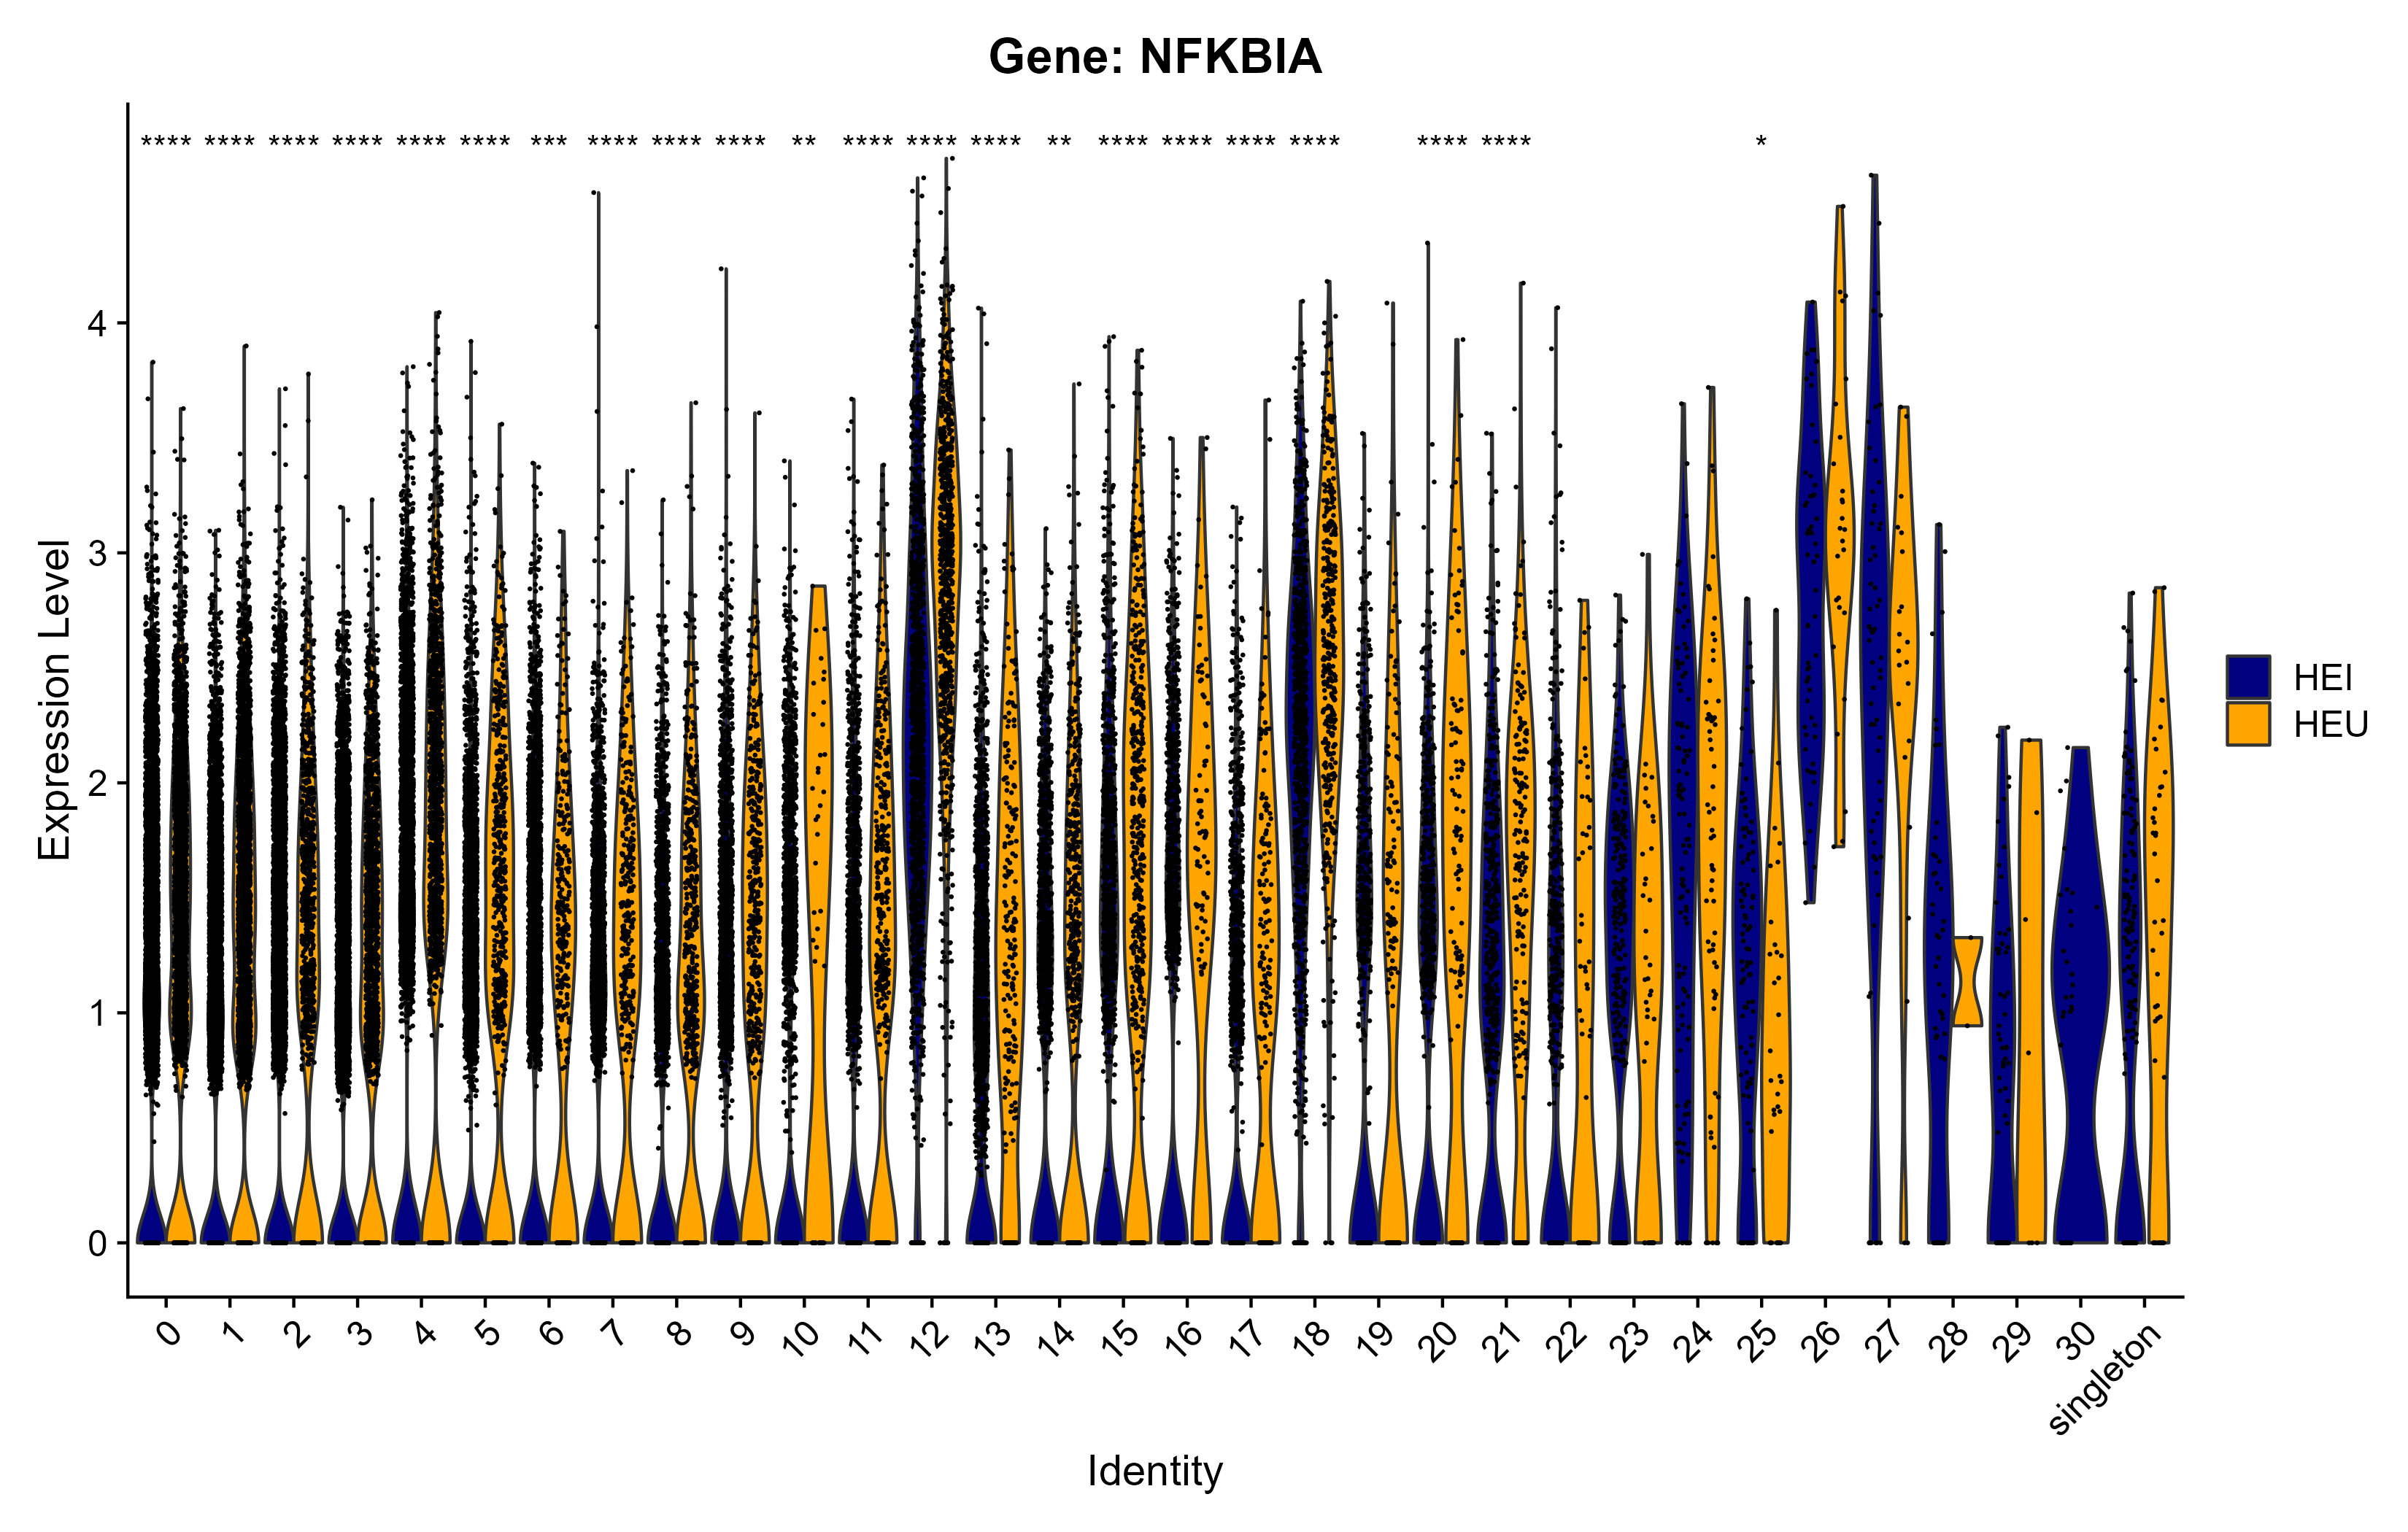 Gene: NFKBIA
**** **** **** **** **** **** *** **** **** **** ** **** **** **** ** **** **** **** **** **** **** *
Expression Level
4
3
2
1
0
HEI
HEU
0 1 2 3 4 5 6 7 8 9 10 11 12 13 14 15 16 17 18 19 20 21 22 23 24 25 26 27 28 29 30 singleton
Identity